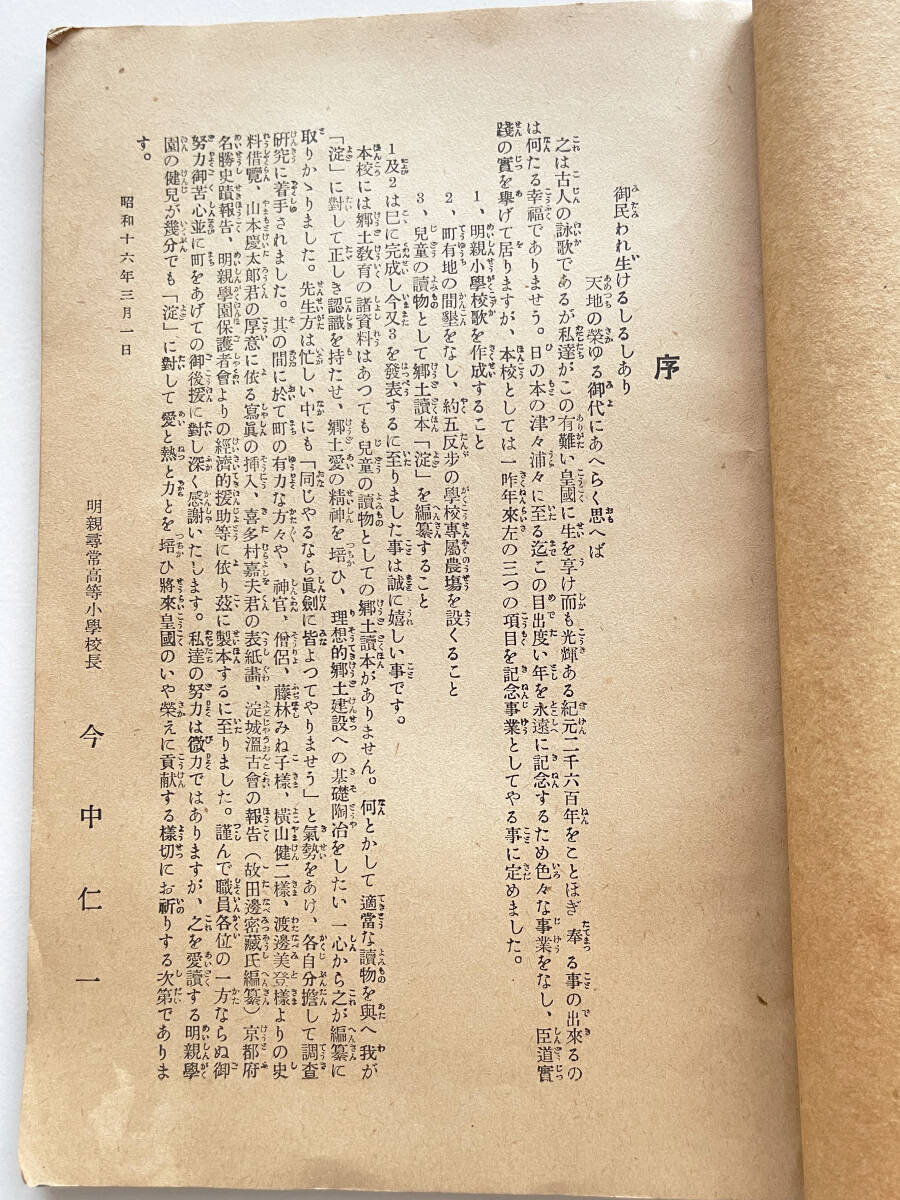 序
御民われ生けるしるしあり
天地の榮ゆる御代にあへらく思へば
之は古人の詠歌であるが私達がこの有難い皇國に生を享け而も光輝ある紀元二千六百年をことほぎ奉る事の出來るの
は何たる幸福でありませう。日の本の津々浦々に至る迄この目出度い年を永遠に記念するため色々な事業をなし、臣道實
踐の實を擧げて居りますが、本校としては一昨年來左の三つの項目を記念事業としてやる事に定めました。
1、明親小學校歌を作成すること
2、町有地の開墾をなし、約五反步の學校專屬農塲を設くること
3、兒童の讀物として郷土讀本「淀」を編纂すること
1及2は已に完成し今又3を發表するに至りました事は誠に嬉しい事です。
本校には郷土敎育の諸資料はあつても兒童の讀物としての郷土讀本がありません。何とかして適當な讀物を與へ我が
「淀」に對して正しき認識を持たせ、郷土愛の精神を培ひ、理想的郷土建設への基礎陶冶をしたい一心から之が編纂に
取りかゝりました。先生方は忙しい中にも「同じやるなら眞劍に皆よつてやりませう」と氣勢をあげ、各自分擔して調査
研究に着手されました。其の間に於て町の有力な方々や、神官、僧侶、藤林みね子樣、橫山健二樣、渡邊美登樣よりの史
料借覽、山本慶太郎君の厚意に依る寫眞の挿入、喜多村嘉夫君の表紙畵、淀城溫古會の報告（故田邊密藏氏編纂）京都府
名勝史蹟報告、明親學園保護者會よりの經濟的援助等に依り玆に製本するに至りました。謹んで職員各位の一方ならぬ御
努力御苦心並に町をあげての御後援に對し深く感謝いたします。私達の努力は微力ではありますが、之を愛讀する明親學
園の健兒が幾分でも「淀」に對して愛と熱と力とを培ひ將來皇國のいや榮えに貢献する樣切にお祈りする次第でありま
す。
昭和十六年三月一日
明親尋常高等小學校長　今中仁一